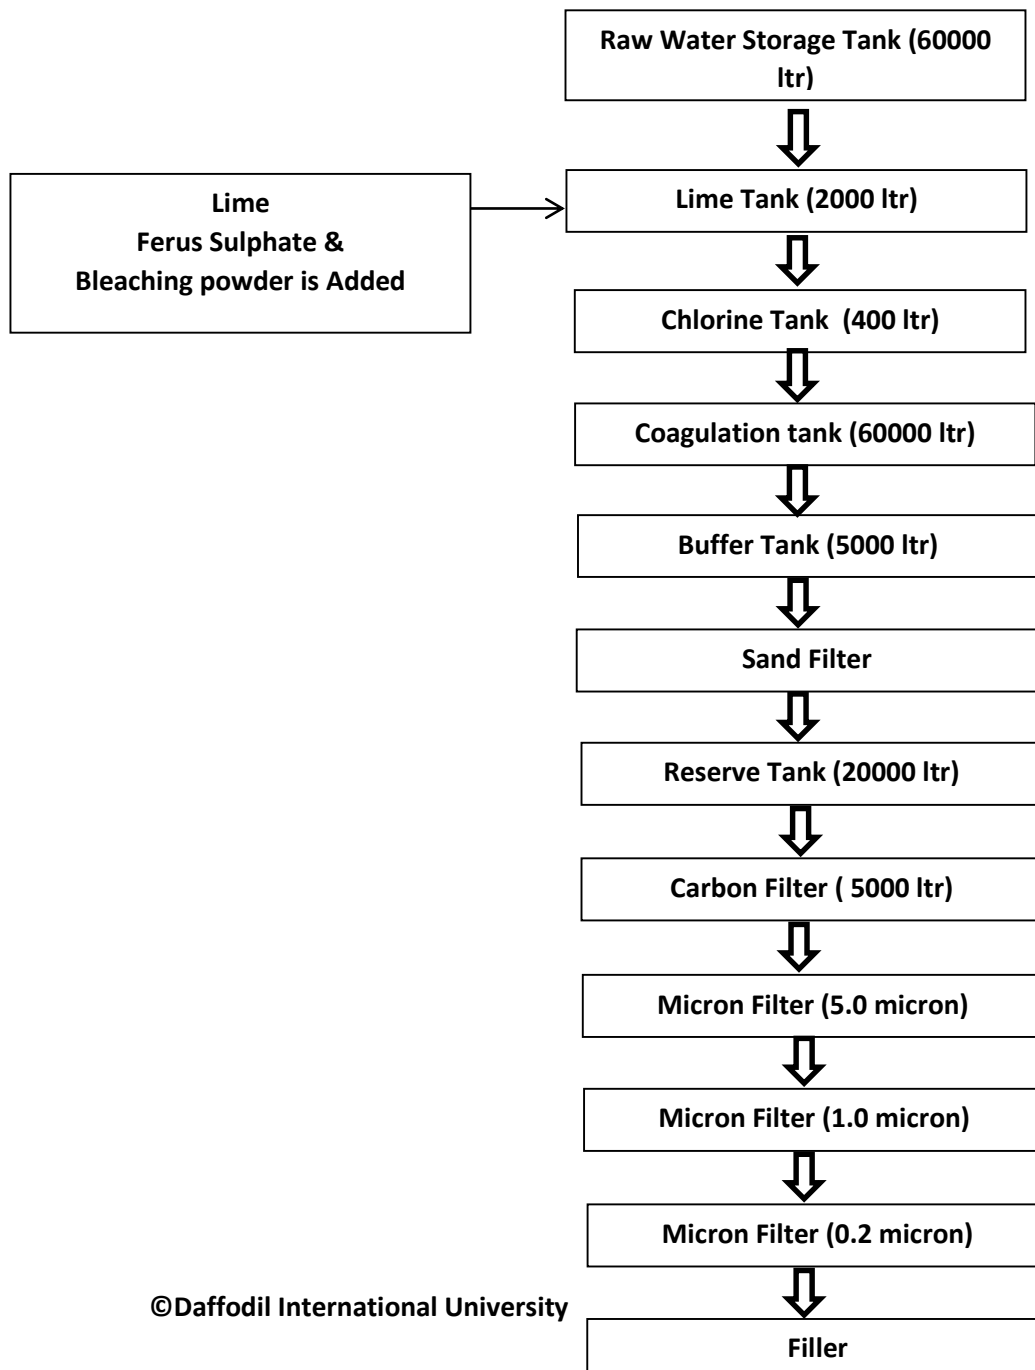 Raw Water Storage Tank (60000
ltr)
Lime
Ferus Sulphate &
Bleaching powder is Added
Lime Tank (2000 ltr)
Chlorine Tank  (400 ltr)
Coagulation tank (60000 ltr)
Buffer Tank (5000 ltr)
Sand Filter
Reserve Tank (20000 ltr)
Carbon Filter ( 5000 ltr)
Micron Filter (5.0 micron)
Micron Filter (1.0 micron)
Micron Filter (0.2 micron)
©Daffodil International University
Filler